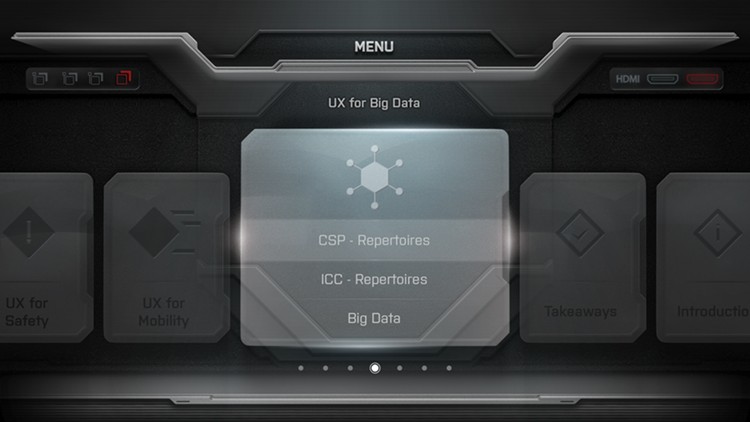 MENU
HDMI
UX for Big Data
CSP - Repertoires
ICC - Repertoires
Big Data
UX for
Safety
UX for
Mobility
Takeaways
Introductio